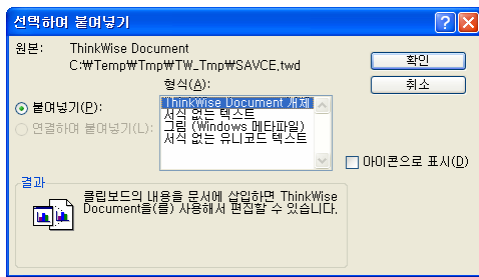 선택하여 붙여넣기
원본: ThinkWise Document
C:₩Temp₩Tmp₩TW_Tmp₩SAVCE.twd
확인
취소
형식(A):
붙여넣기(P):
연결하여 붙여넣기(L):
ThinkWise Document 개체
서식 없는 텍스트
그림 (Windows 메타파일)
서식 없는 유니코드 텍스트
아이콘으로 표시(D)
결과
클립보드의 내용을 문서에 삽입하면 ThinkWise
Document을(를) 사용해서 편집할 수 있습니다.